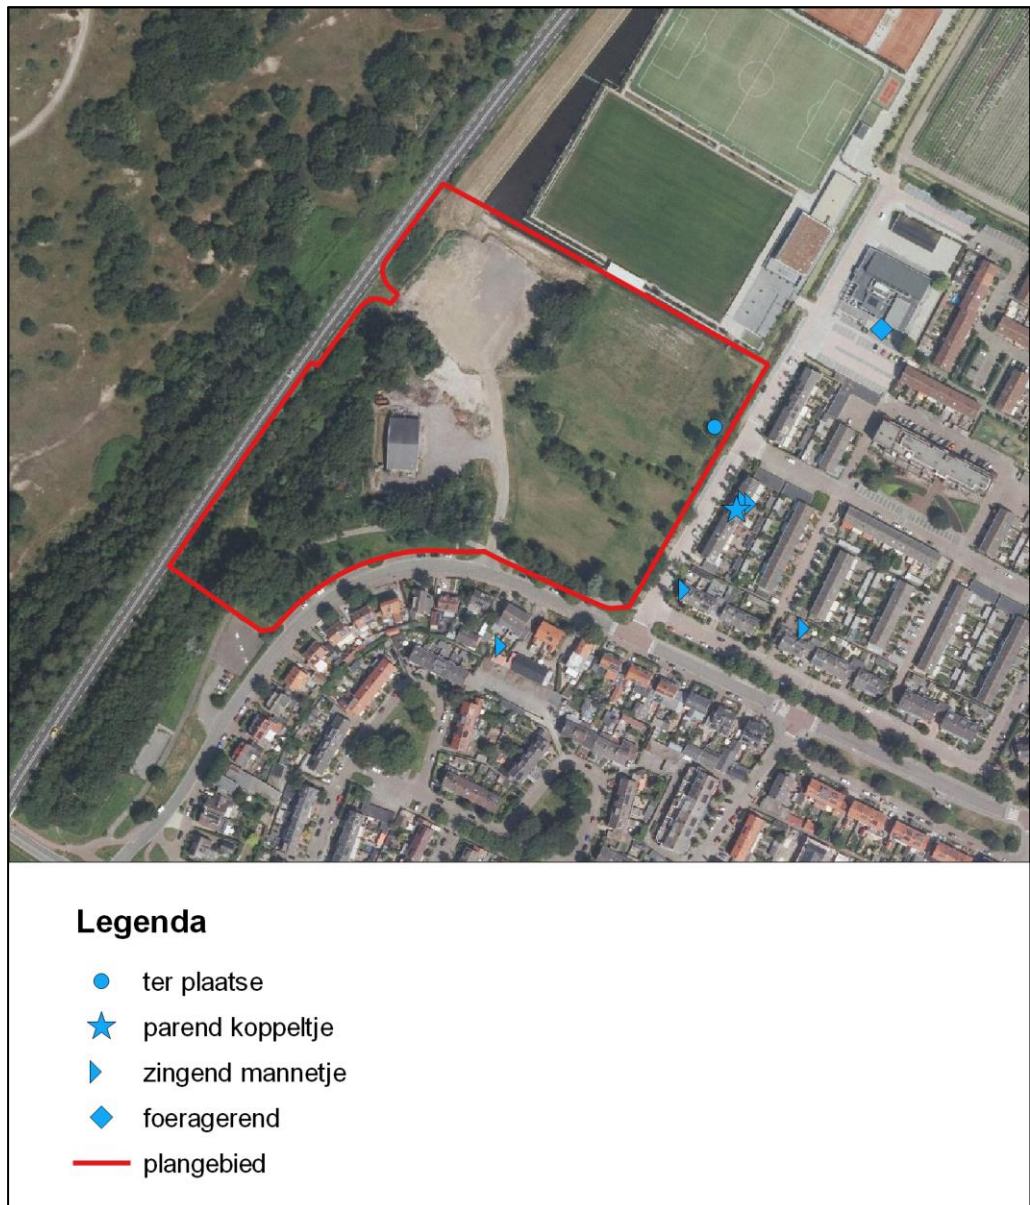 Legenda
ter plaatse
parend koppeltje
zingend mannetje
foeragerend
plangebied